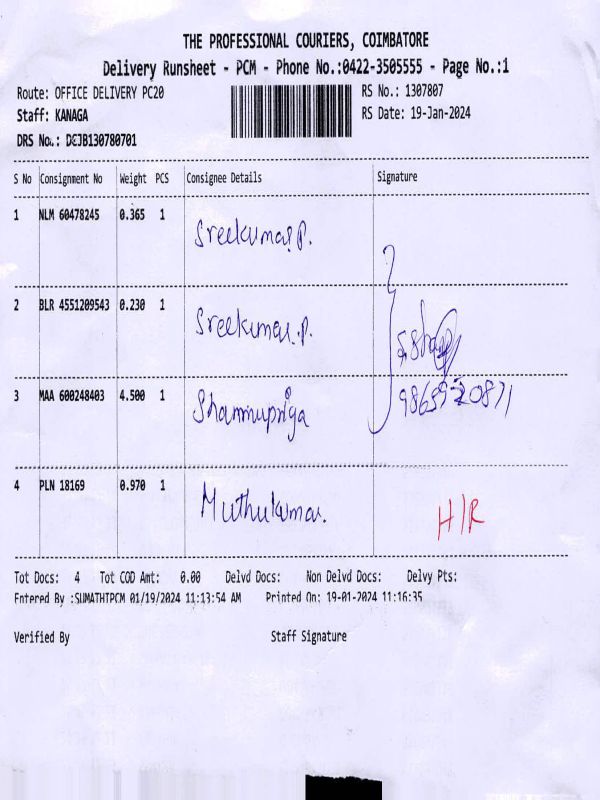 THE PROFESSIONAL COURIERS, COIMBATORE
Delivery Runsheet - PCM - Phone No.:0422-3505555 - Page No.:1
Route: OFFICE DELIVERY PC20 RS No.: 1307807
Staff: KANAGA RS Date: 19-Jan-2024
DRS No.: DCJB130780701
S No Consignment No Weight PCS Consignee Details Signature
1 NLM 60478245 0.365 1 Sreekumar.P.
2 BLR 4551209543 0.230 1 Sreekumar.P.
3 MAA 600248403 4.500 1 Shanmupriya
4 PLN 18169 0.970 1 Muthukumar. H/R
Tot Docs: 4 Tot COD Amt: 0.00 Delvd Docs: Non Delvd Docs: Delvy Pts:
Entered By :SUMATHIPCM 01/19/2024 11:13:54 AM Printed On: 19-01-2024 11:16:35
Verified By Staff Signature